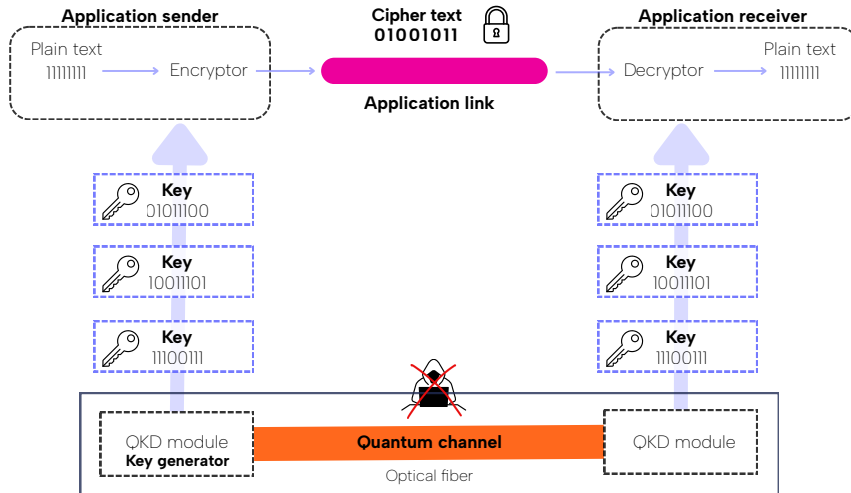 Application sender
Plain text
11111111
Encryptor
Cipher text
01001011
Application link
Application receiver
Decryptor
Plain text
11111111
Key
01011100
Key
10011101
Key
11100111
Key
01011100
Key
10011101
Key
11100111
QKD module
Key generator
Quantum channel
Optical fiber
QKD module